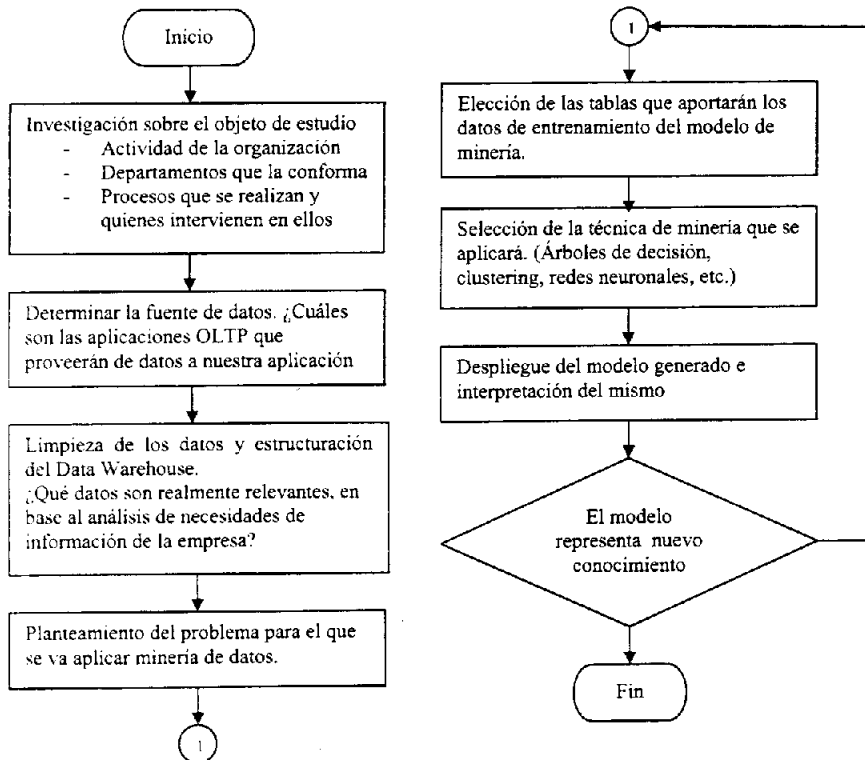 Inicio
Investigación sobre el objeto de estudio
- Actividad de la organización
- Departamentos que la conforma
- Procesos que se realizan y
quienes intervienen en ellos
Determinar la fuente de datos. ¿Cuáles
son las aplicaciones OLTP que
proveerán de datos a nuestra aplicación
Limpieza de los datos y estructuración
del Data Warehouse.
¿Qué datos son realmente relevantes, en
base al análisis de necesidades de
información de la empresa?
Planteamiento del problema para el que
se va aplicar minería de datos.
1
1
Elección de las tablas que aportarán los
datos de entrenamiento del modelo de
minería.
Selección de la técnica de minería que se
aplicará. (Árboles de decisión,
clustering, redes neuronales, etc.)
Despliegue del modelo generado e
interpretación del mismo
El modelo
representa nuevo
conocimiento
Fin